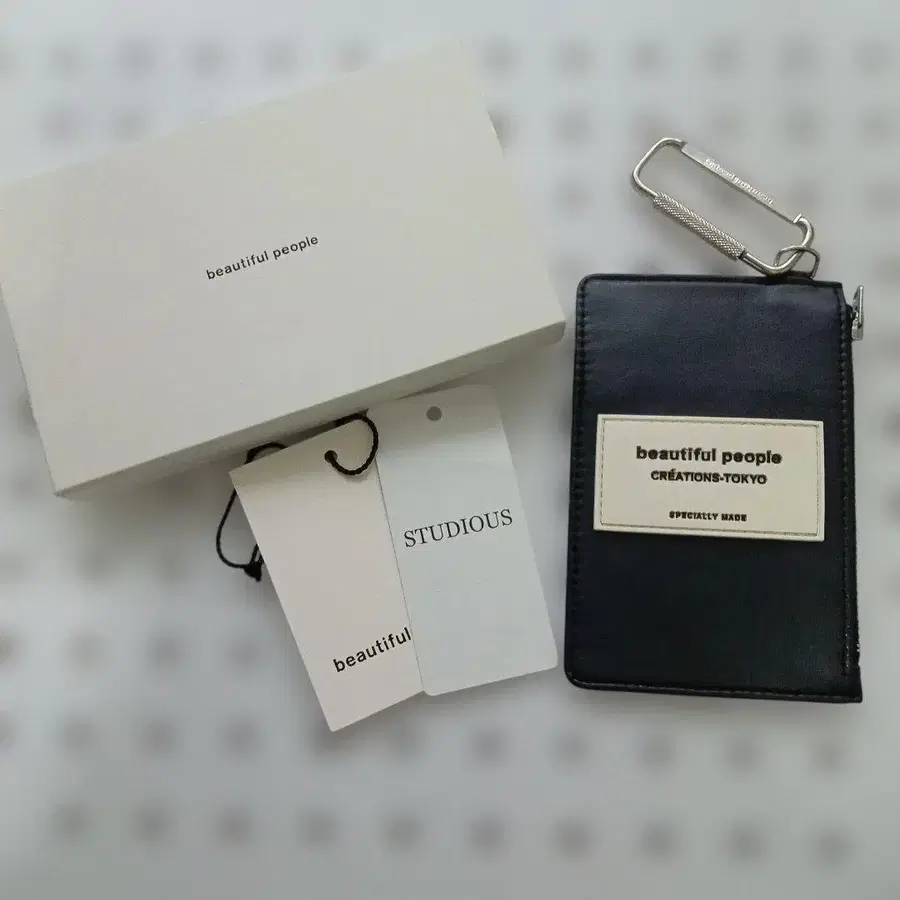 beautiful people
STUDIOUS
beautiful
beautiful people
CRÉATIONS-TOKYO
SPECIALLY MADE